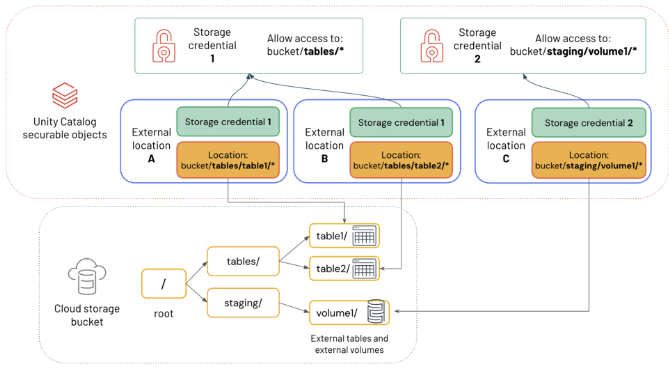 Storage
credential
1
Allow access to:
bucket/tables/*
Storage
credential
2
Allow access to:
bucket/staging/volume1/*
Unity Catalog
securable objects
External
location
A
Storage credential 1
Location:
bucket/tables/table1/*
External
location
B
Storage credential 1
Location:
bucket/tables/table2/*
External
location
C
Storage credential 2
Location:
bucket/staging/volume1/*
Cloud storage
bucket
/
root
tables/
staging/
table1/
table2/
volume1/
External tables and
external volumes